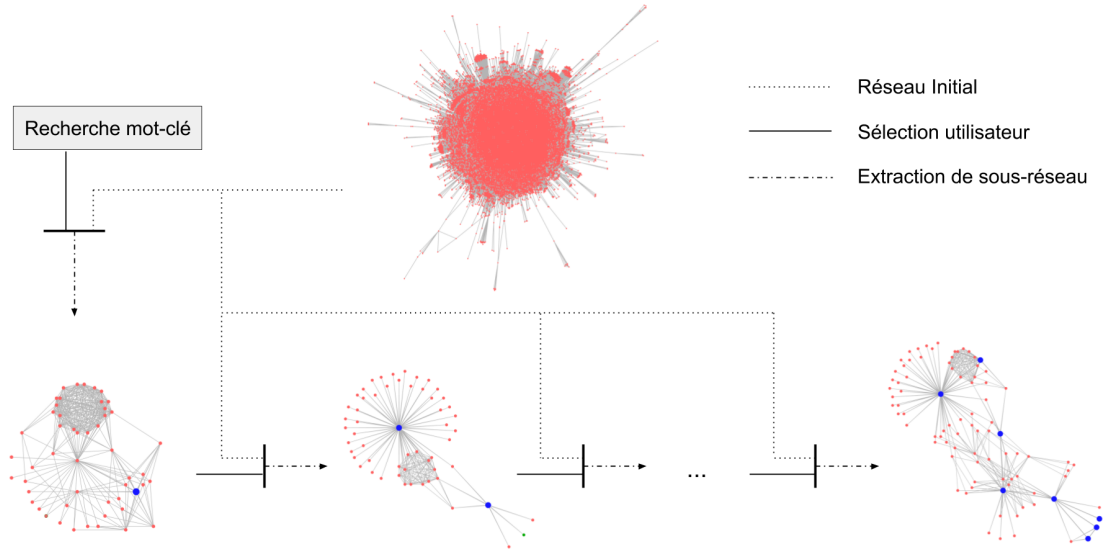 Réseau Initial
Recherche mot-clé
Sélection utilisateur
Extraction de sous-réseau
...